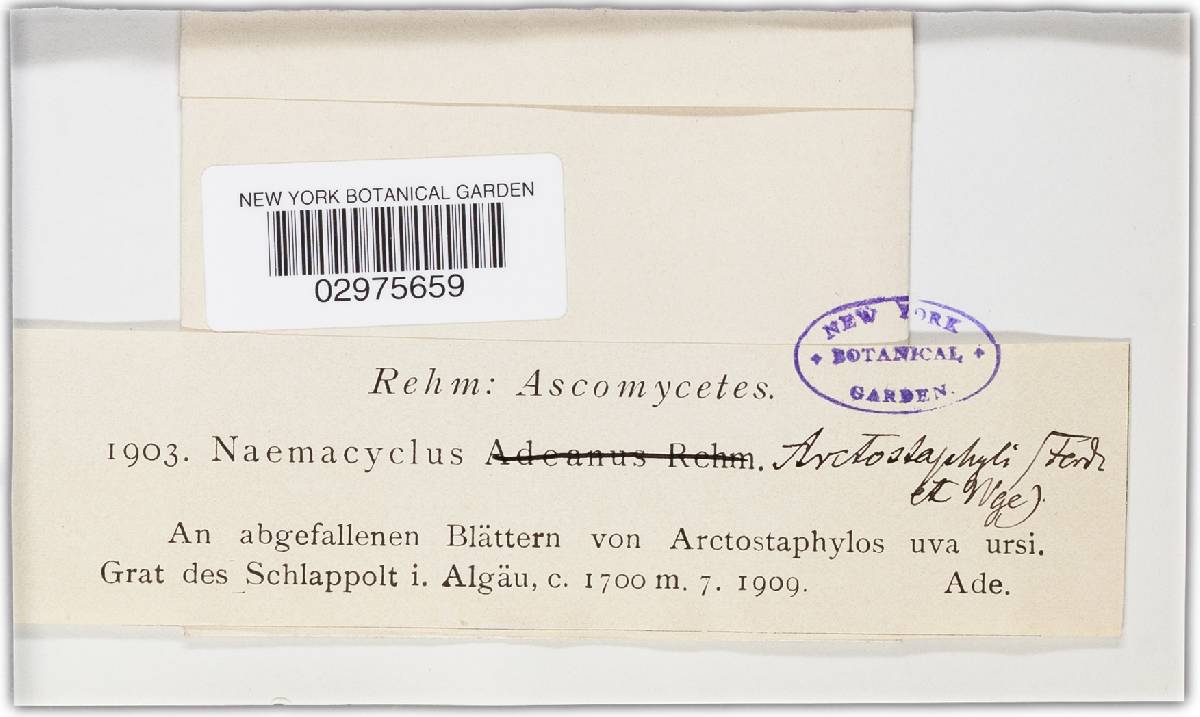 NEW YORK BOTANICAL GARDEN
02975659
NEW YORK
BOTANICAL
GARDEN.
Rehm: Ascomycetes.
1903. Naemacyclus Adeanus Rehm. Arctostaphyli (Ferd.
et Wge).
An abgefallenen Blättern von Arctostaphylos uva ursi.
Grat des Schlappolt i. Algäu, c. 1700 m. 7. 1909. Ade.